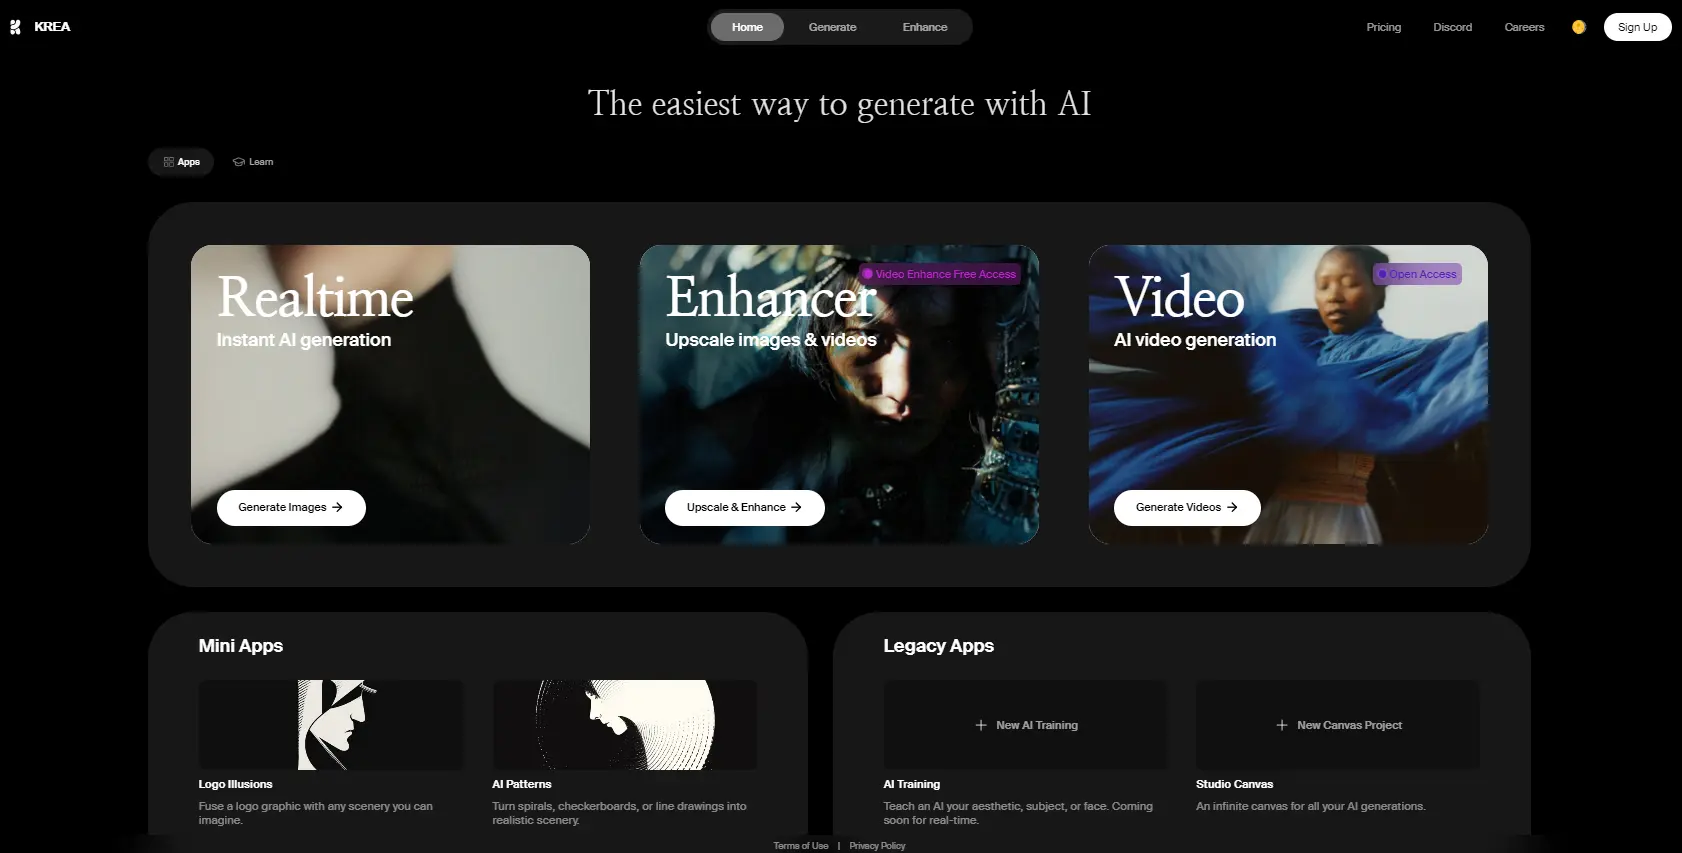 KREA
Home
Generate
Enhance
Pricing
Discord
Careers
Sign Up
The easiest way to generate with AI
Apps
Learn
Realtime
Instant AI generation
Generate Images →
Video Enhance Free Access
Enhancer
Upscale images & videos
Upscale & Enhance →
Open Access
Video
AI video generation
Generate Videos →
Mini Apps
Logo Illusions
Fuse a logo graphic with any scenery you can
imagine.
AI Patterns
Turn spirals, checkerboards, or line drawings into
realistic scenery.
Legacy Apps
+ New AI Training
AI Training
Teach an AI your aesthetic, subject, or face. Coming
soon for real-time.
+ New Canvas Project
Studio Canvas
An infinite canvas for all your AI generations.
Terms of Use | Privacy Policy